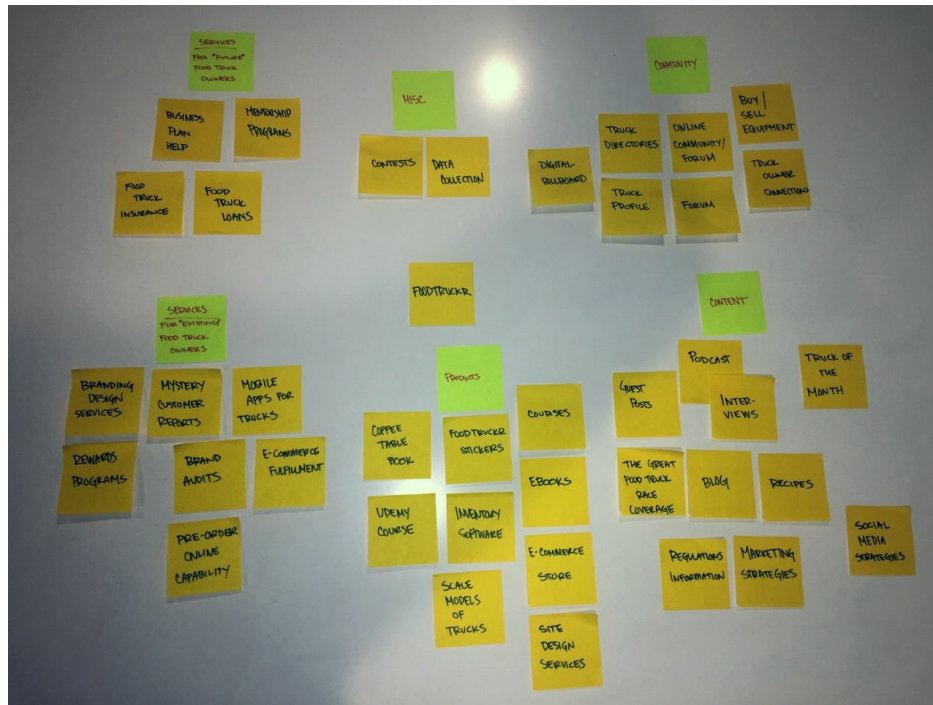 SERVICES
FOR "FUTURE"
FOOD TRUCK
OWNERS
BUSINESS
PLAN
HELP
MENTORSHIP
PROGRAMS
FOOD
TRUCK
INSURANCE
FOOD
TRUCK
LOANS
MISC
CONTESTS
DATA
COLLECTION
COMMUNITY
DIGITAL
BILLBOARD
TRUCK
DIRECTORIES
ONLINE
COMMUNITY/
FORUM
BUY/
SELL
EQUIPMENT
TRUCK
PROFILE
FORUM
TRUCK
OWNER
CONNECTIONS
FOODTRUCKR
SERVICES
FOR "EXISTING"
FOOD TRUCK
OWNERS
BRANDING
DESIGN
SERVICES
MYSTERY
CUSTOMER
REPORTS
MOBILE
APPS FOR
TRUCKS
REWARDS
PROGRAMS
BRAND
AUDITS
E-COMMERCE
FULFILLMENT
PRE-ORDER
ONLINE
CAPABILITY
PRODUCTS
COFFEE
TABLE
BOOK
FOODTRUCKR
STICKERS
COURSES
UDEMY
COURSE
INVENTORY
SOFTWARE
EBOOKS
SCALE
MODELS
OF
TRUCKS
E-COMMERCE
STORE
SITE
DESIGN
SERVICES
CONTENT
GUEST
POSTS
PODCAST
INTER-
VIEWS
TRUCK OF
THE
MONTH
THE GREAT
FOOD TRUCK
RACE
COVERAGE
BLOG
RECIPES
REGULATIONS
INFORMATION
MARKETING
STRATEGIES
SOCIAL
MEDIA
STRATEGIES